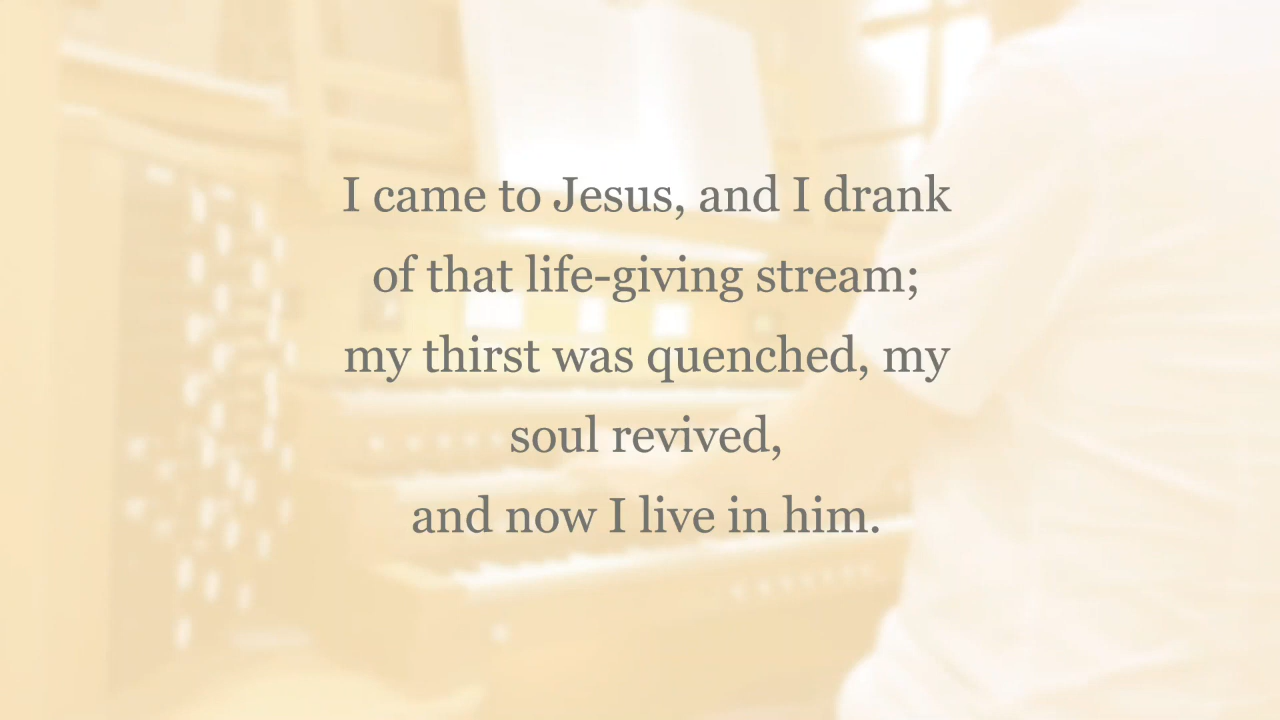 I came to Jesus, and I drank
of that life-giving stream;
my thirst was quenched, my
soul revived,
and now I live in him.